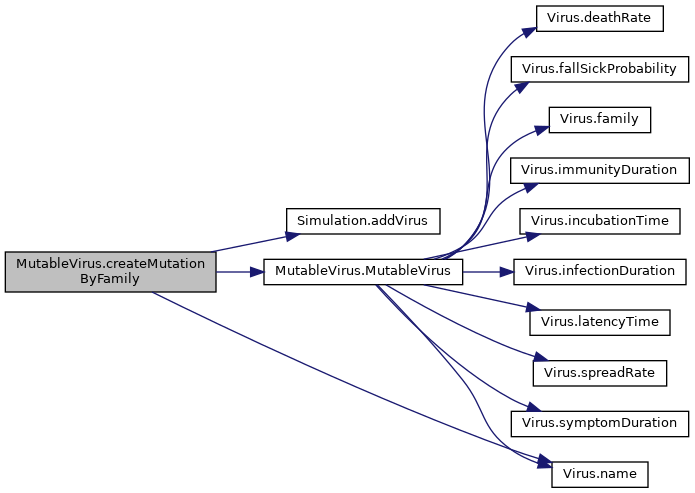 Virus.deathRate
Virus.fallSickProbability
Virus.family
Virus.immunityDuration
Simulation.addVirus
Virus.incubationTime
MutableVirus.createMutation
ByFamily
MutableVirus.MutableVirus
Virus.infectionDuration
Virus.latencyTime
Virus.spreadRate
Virus.symptomDuration
Virus.name